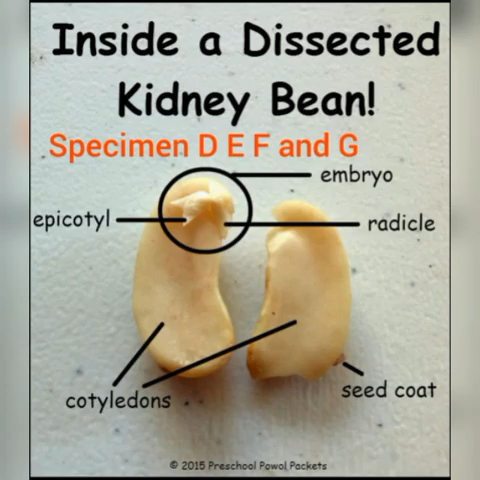 Inside a Dissected
Kidney Bean!
Specimen D E F and G
embryo
epicotyl
radicle
seed coat
cotyledons
© 2015 Preschool Powol Packets